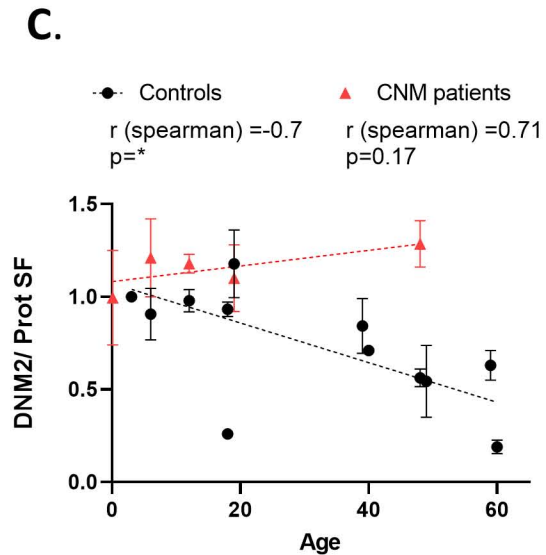 C.
Controls
CNM patients
r (spearman) =-0.7
r (spearman) =0.71
p=*
p=0.17
DNM2/ Prot SF
1.5
1.0
0.5
0.0
0 20 40 60
Age